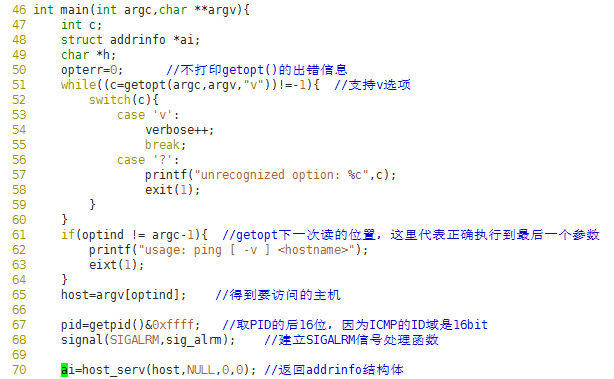 46 int main(int argc,char **argv){
47     int c;
48     struct addrinfo *ai;
49     char *h;
50     opterr=0;      //不打印getopt()的出错信息
51     while((c=getopt(argc,argv,"v"))!=-1){  //支持v选项
52         switch(c){
53             case 'v':
54                 verbose++;
55                 break;
56             case '?':
57                 printf("unrecognized option: %c",c);
58                 exit(1);
59         }
60     }
61     if(optind != argc-1){  //getopt下一次读的位置，这里代表正确执行到最后一个参数
62         printf("usage: ping [ -v ] <hostname>");
63         eixt(1);
64     }
65     host=argv[optind];    //得到要访问的主机
66
67     pid=getpid()&0xffff;   //取PID的后16位，因为ICMP的ID域是16bit
68     signal(SIGALRM,sig_alrm);    //建立SIGALRM信号处理函数
69
70     ai=host_serv(host,NULL,0,0); //返回addrinfo结构体